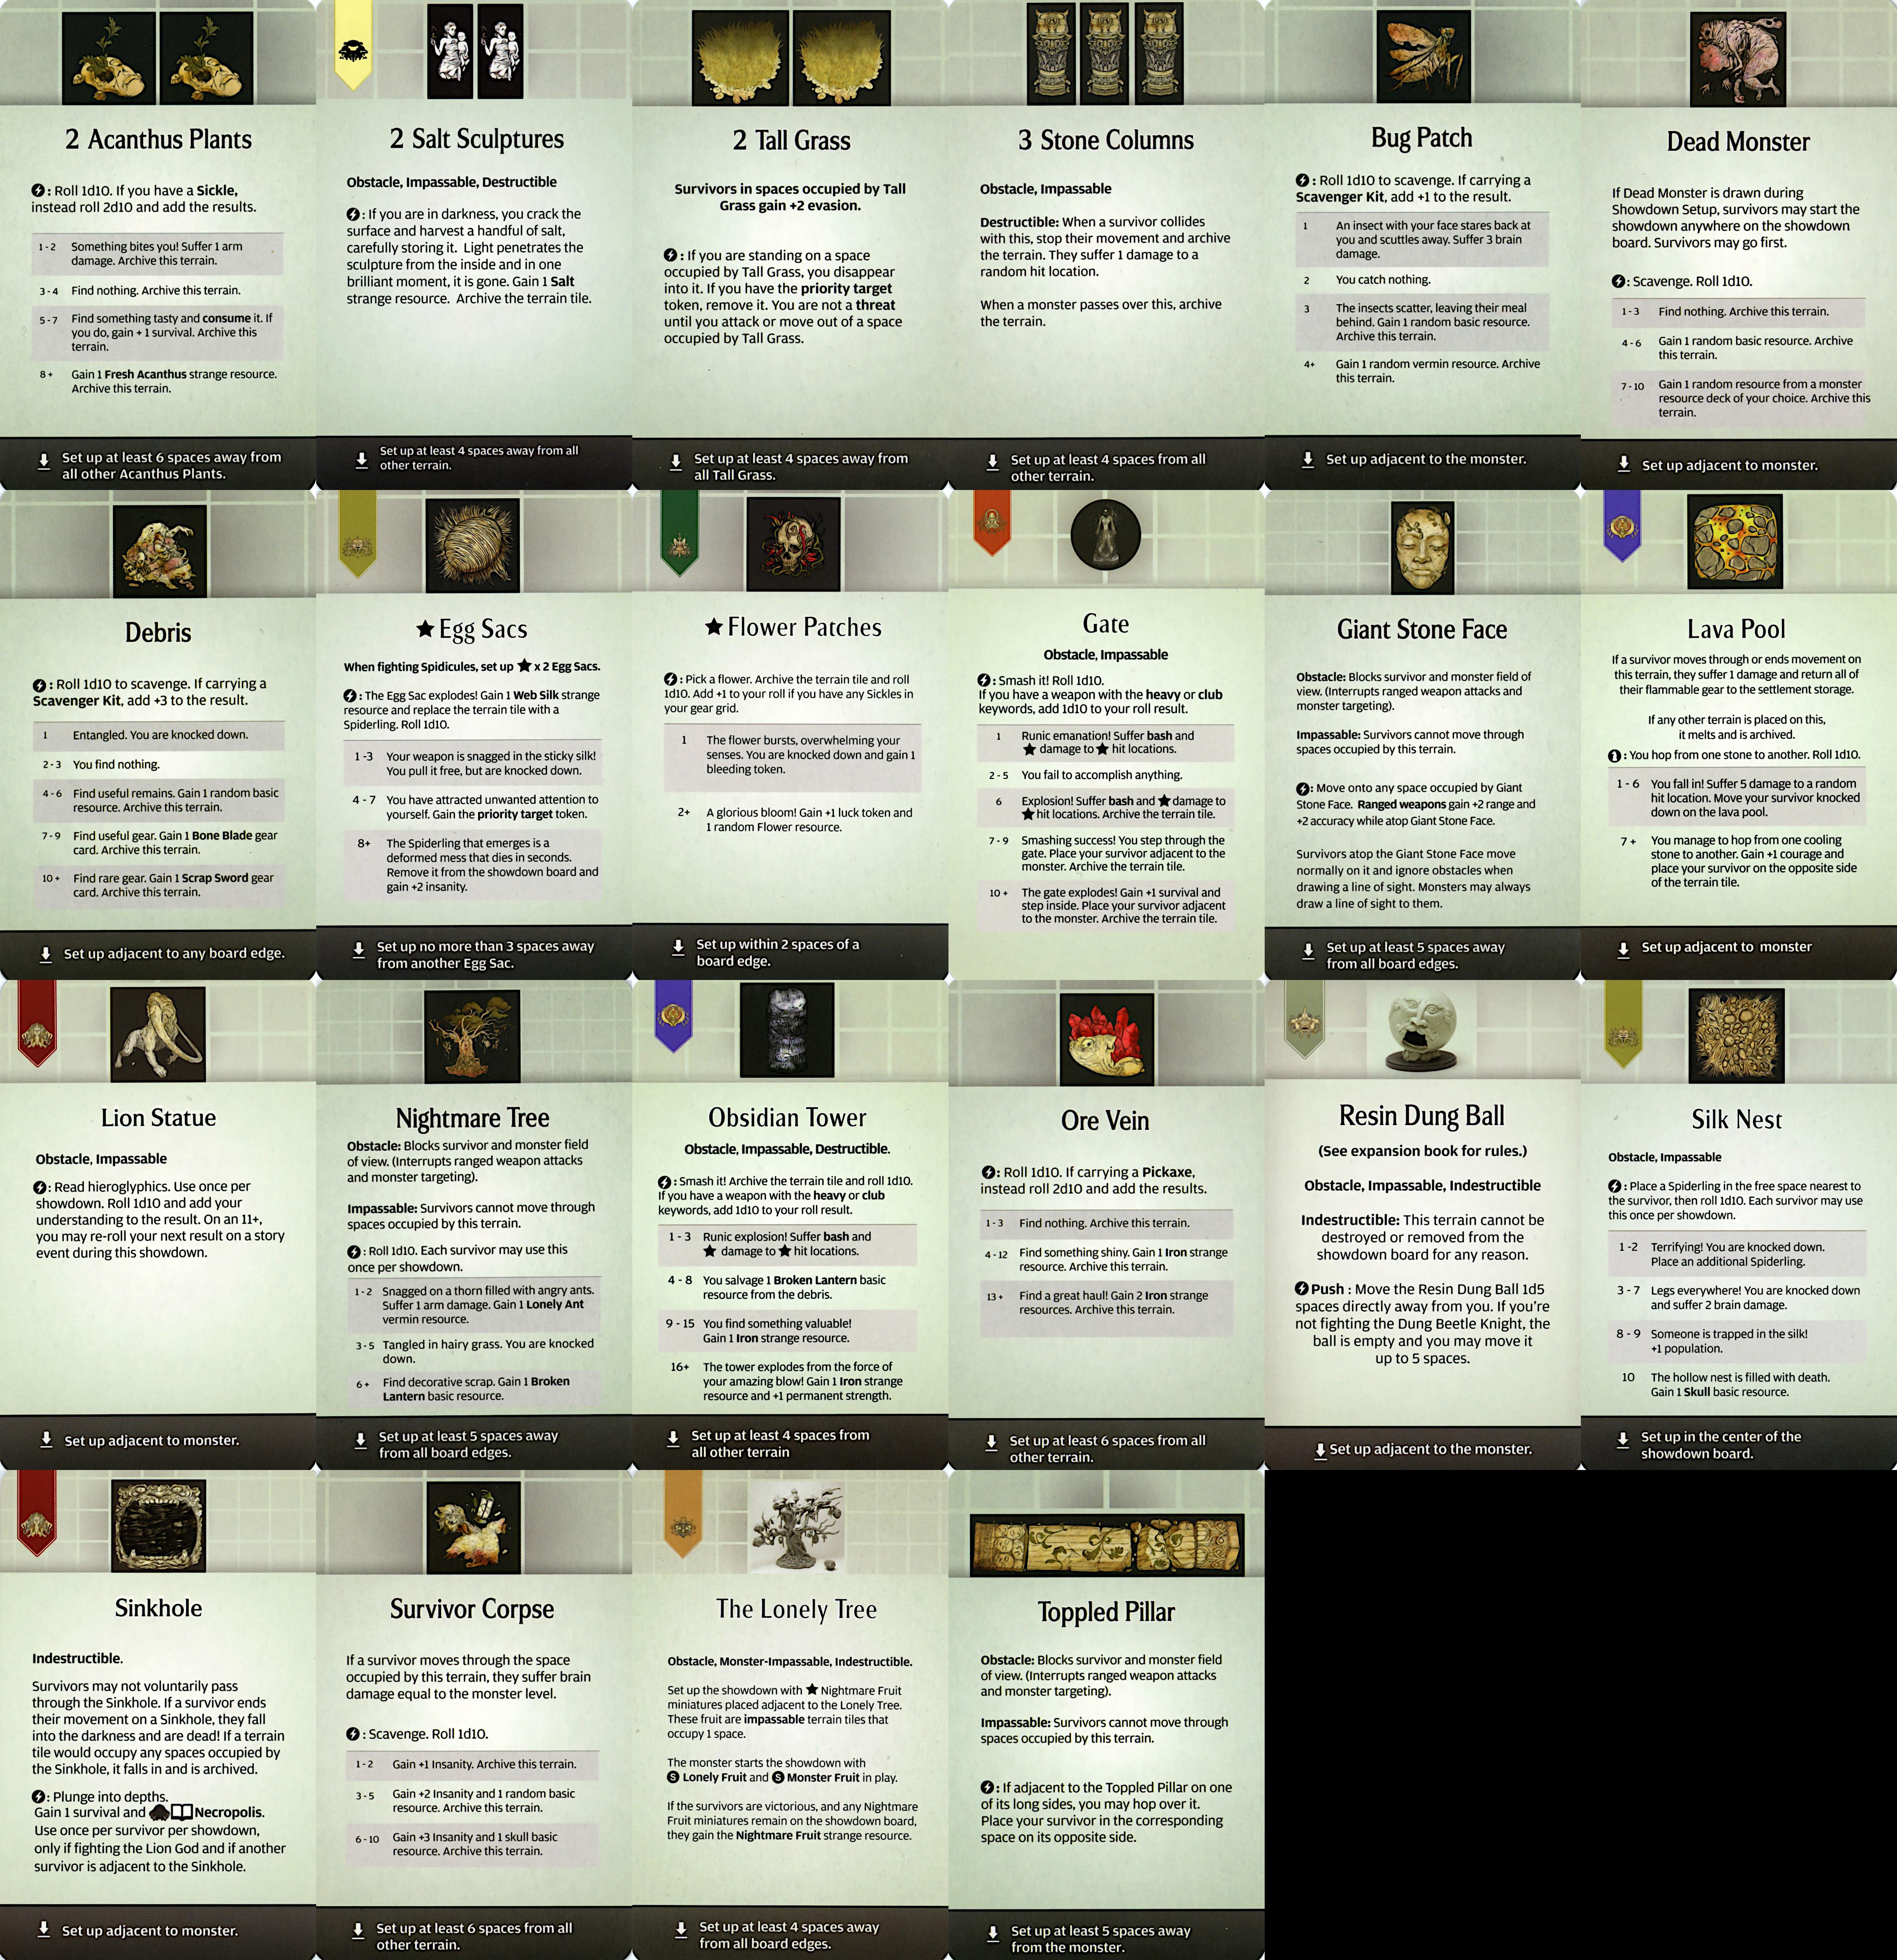 2 Acanthus Plants
: Roll 1d10. If you have a Sickle,
instead roll 2d10 and add the results.
1 - 2 Something bites you! Suffer 1 arm
damage. Archive this terrain.
3 - 4 Find nothing. Archive this terrain.
5 - 7 Find something tasty and consume it. If
you do, gain + 1 survival. Archive this
terrain.
8 + Gain 1 Fresh Acanthus strange resource.
Archive this terrain.
Set up at least 6 spaces away from
all other Acanthus Plants.
2 Salt Sculptures
Obstacle, Impassable, Destructible
: If you are in darkness, you crack the
surface and harvest a handful of salt,
carefully storing it. Light penetrates the
sculpture from the inside and in one
brilliant moment, it is gone. Gain 1 Salt
strange resource. Archive the terrain tile.
Set up at least 4 spaces away from all
other terrain.
2 Tall Grass
Survivors in spaces occupied by Tall
Grass gain +2 evasion.
: If you are standing on a space
occupied by Tall Grass, you disappear
into it. If you have the priority target
token, remove it. You are not a threat
until you attack or move out of a space
occupied by Tall Grass.
Set up at least 4 spaces away from
all Tall Grass.
3 Stone Columns
Obstacle, Impassable
Destructible: When a survivor collides
with this, stop their movement and archive
the terrain. They suffer 1 damage to a
random hit location.
When a monster passes over this, archive
the terrain.
Set up at least 4 spaces from all
other terrain.
Bug Patch
: Roll 1d10 to scavenge. If carrying a
Scavenger Kit, add +1 to the result.
1 An insect with your face stares back at
you and scuttles away. Suffer 3 brain
damage.
2 You catch nothing.
3 The insects scatter, leaving their meal
behind. Gain 1 random basic resource.
Archive this terrain.
4+ Gain 1 random vermin resource. Archive
this terrain.
Set up adjacent to the monster.
Dead Monster
If Dead Monster is drawn during
Showdown Setup, survivors may start the
showdown anywhere on the showdown
board. Survivors may go first.
: Scavenge. Roll 1d10.
1 - 3 Find nothing. Archive this terrain.
4 - 6 Gain 1 random basic resource. Archive
this terrain.
7 - 10 Gain 1 random resource from a monster
resource deck of your choice. Archive this
terrain.
Set up adjacent to monster.
Debris
: Roll 1d10 to scavenge. If carrying a
Scavenger Kit, add +3 to the result.
1 Entangled. You are knocked down.
2 - 3 You find nothing.
4 - 6 Find useful remains. Gain 1 random basic
resource. Archive this terrain.
7 - 9 Find useful gear. Gain 1 Bone Blade gear
card. Archive this terrain.
10 + Find rare gear. Gain 1 Scrap Sword gear
card. Archive this terrain.
Set up adjacent to any board edge.
★ Egg Sacs
When fighting Spidicules, set up ★ x 2 Egg Sacs.
: The Egg Sac explodes! Gain 1 Web Silk strange
resource and replace the terrain tile with a
Spiderling. Roll 1d10.
1 -3 Your weapon is snagged in the sticky silk!
You pull it free, but are knocked down.
4 - 7 You have attracted unwanted attention to
yourself. Gain the priority target token.
8+ The Spiderling that emerges is a
deformed mess that dies in seconds.
Remove it from the showdown board and
gain +2 insanity.
Set up no more than 3 spaces away
from another Egg Sac.
★ Flower Patches
: Pick a flower. Archive the terrain tile and roll
1d10. Add +1 to your roll if you have any Sickles in
your gear grid.
1 The flower bursts, overwhelming your
senses. You are knocked down and gain 1
bleeding token.
2+ A glorious bloom! Gain +1 luck token and
1 random Flower resource.
Set up within 2 spaces of a
board edge.
Gate
Obstacle, Impassable
: Smash it! Roll 1d10.
If you have a weapon with the heavy or club
keywords, add 1d10 to your roll result.
1 Runic emanation! Suffer bash and
★ damage to ★ hit locations.
2 - 5 You fail to accomplish anything.
6 Explosion! Suffer bash and ★ damage to
★ hit locations. Archive the terrain tile.
7 - 9 Smashing success! You step through the
gate. Place your survivor adjacent to the
monster. Archive the terrain tile.
10 + The gate explodes! Gain +1 survival and
step inside. Place your survivor adjacent
to the monster. Archive the terrain tile.
Giant Stone Face
Obstacle: Blocks survivor and monster field of
view. (Interrupts ranged weapon attacks and
monster targeting).
Impassable: Survivors cannot move through
spaces occupied by this terrain.
: Move onto any space occupied by Giant
Stone Face. Ranged weapons gain +2 range and
+2 accuracy while atop Giant Stone Face.
Survivors atop the Giant Stone Face move
normally on it and ignore obstacles when
drawing a line of sight. Monsters may always
draw a line of sight to them.
Set up at least 5 spaces away
from all board edges.
Lava Pool
If a survivor moves through or ends movement on
this terrain, they suffer 1 damage and return all of
their flammable gear to the settlement storage.
If any other terrain is placed on this,
it melts and is archived.
: You hop from one stone to another. Roll 1d10.
1 - 6 You fall in! Suffer 5 damage to a random
hit location. Move your survivor knocked
down on the lava pool.
7 + You manage to hop from one cooling
stone to another. Gain +1 courage and
place your survivor on the opposite side
of the terrain tile.
Set up adjacent to monster
Lion Statue
Obstacle, Impassable
: Read hieroglyphics. Use once per
showdown. Roll 1d10 and add your
understanding to the result. On an 11+,
you may re-roll your next result on a story
event during this showdown.
Set up adjacent to monster.
Nightmare Tree
Obstacle: Blocks survivor and monster field
of view. (Interrupts ranged weapon attacks
and monster targeting).
Impassable: Survivors cannot move through
spaces occupied by this terrain.
: Roll 1d10. Each survivor may use this
once per showdown.
1 - 2 Snagged on a thorn filled with angry ants.
Suffer 1 arm damage. Gain 1 Lonely Ant
vermin resource.
3 - 5 Tangled in hairy grass. You are knocked
down.
6 + Find decorative scrap. Gain 1 Broken
Lantern basic resource.
Set up at least 5 spaces away
from all board edges.
Obsidian Tower
Obstacle, Impassable, Destructible.
: Smash it! Archive the terrain tile and roll 1d10.
If you have a weapon with the heavy or club
keywords, add 1d10 to your roll result.
1 - 3 Runic explosion! Suffer bash and
★ damage to ★ hit locations.
4 - 8 You salvage 1 Broken Lantern basic
resource from the debris.
9 - 15 You find something valuable!
Gain 1 Iron strange resource.
16+ The tower explodes from the force of
your amazing blow! Gain 1 Iron strange
resource and +1 permanent strength.
Set up at least 4 spaces from
all other terrain
Ore Vein
: Roll 1d10. If carrying a Pickaxe,
instead roll 2d10 and add the results.
1 - 3 Find nothing. Archive this terrain.
4 - 12 Find something shiny. Gain 1 Iron strange
resource. Archive this terrain.
13 + Find a great haul! Gain 2 Iron strange
resources. Archive this terrain.
Set up at least 6 spaces from all
other terrain.
Resin Dung Ball
(See expansion book for rules.)
Obstacle, Impassable, Indestructible
Indestructible: This terrain cannot be
destroyed or removed from the
showdown board for any reason.
Push : Move the Resin Dung Ball 1d5
spaces directly away from you. If you're
not fighting the Dung Beetle Knight, the
ball is empty and you may move it
up to 5 spaces.
Set up adjacent to the monster.
Silk Nest
Obstacle, Impassable
: Place a Spiderling in the free space nearest to
the survivor, then roll 1d10. Each survivor may use
this once per showdown.
1 -2 Terrifying! You are knocked down.
Place an additional Spiderling.
3 - 7 Legs everywhere! You are knocked down
and suffer 2 brain damage.
8 - 9 Someone is trapped in the silk!
+1 population.
10 The hollow nest is filled with death.
Gain 1 Skull basic resource.
Set up in the center of the
showdown board.
Sinkhole
Indestructible.
Survivors may not voluntarily pass
through the Sinkhole. If a survivor ends
their movement on a Sinkhole, they fall
into the darkness and are dead! If a terrain
tile would occupy any spaces occupied by
the Sinkhole, it falls in and is archived.
: Plunge into depths.
Gain 1 survival and Necropolis.
Use once per survivor per showdown,
only if fighting the Lion God and if another
survivor is adjacent to the Sinkhole.
Set up adjacent to monster.
Survivor Corpse
If a survivor moves through the space
occupied by this terrain, they suffer brain
damage equal to the monster level.
: Scavenge. Roll 1d10.
1 - 2 Gain +1 Insanity. Archive this terrain.
3 - 5 Gain +2 Insanity and 1 random basic
resource. Archive this terrain.
6 - 10 Gain +3 Insanity and 1 skull basic
resource. Archive this terrain.
Set up at least 6 spaces from all
other terrain.
The Lonely Tree
Obstacle, Monster-Impassable, Indestructible.
Set up the showdown with ★ Nightmare Fruit
miniatures placed adjacent to the Lonely Tree.
These fruit are impassable terrain tiles that
occupy 1 space.
The monster starts the showdown with
S Lonely Fruit and S Monster Fruit in play.
If the survivors are victorious, and any Nightmare
Fruit miniatures remain on the showdown board,
they gain the Nightmare Fruit strange resource.
Set up at least 4 spaces away
from all board edges.
Toppled Pillar
Obstacle: Blocks survivor and monster field
of view. (Interrupts ranged weapon attacks
and monster targeting).
Impassable: Survivors cannot move through
spaces occupied by this terrain.
: If adjacent to the Toppled Pillar on one
of its long sides, you may hop over it.
Place your survivor in the corresponding
space on its opposite side.
Set up at least 5 spaces away
from the monster.